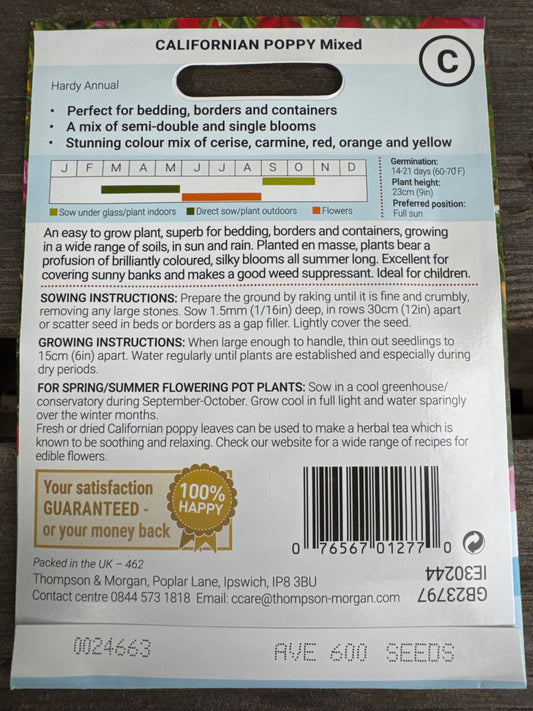 CALIFORNIAN POPPY Mixed
C
Hardy Annual
• Perfect for bedding, borders and containers
• A mix of semi-double and single blooms
• Stunning colour mix of cerise, carmine, red, orange and yellow
J F M A M J J A S O N D
Sow under glass/plant indoors Direct sow/plant outdoors Flowers
Germination:
14-21 days (60-70°F)
Plant height:
23cm (9in)
Preferred position:
Full sun
An easy to grow plant, superb for bedding, borders and containers, growing
in a wide range of soils, in sun and rain. Planted en masse, plants bear a
profusion of brilliantly coloured, silky blooms all summer long. Excellent for
covering sunny banks and makes a good weed suppressant. Ideal for children.
SOWING INSTRUCTIONS: Prepare the ground by raking until it is fine and crumbly,
removing any large stones. Sow 1.5mm (1/16in) deep, in rows 30cm (12in) apart
or scatter seed in beds or borders as a gap filler. Lightly cover the seed.
GROWING INSTRUCTIONS: When large enough to handle, thin out seedlings to
15cm (6in) apart. Water regularly until plants are established and especially during
dry periods.
FOR SPRING/SUMMER FLOWERING POT PLANTS: Sow in a cool greenhouse/
conservatory during September-October. Grow cool in full light and water sparingly
over the winter months.
Fresh or dried Californian poppy leaves can be used to make a herbal tea which is
known to be soothing and relaxing. Check our website for a wide range of recipes for
edible flowers.
Your satisfaction
GUARANTEED -
or your money back
100%
HAPPY
0 76567 01277 0
Packed in the UK – 462
Thompson & Morgan, Poplar Lane, Ipswich, IP8 3BU
Contact centre 0844 573 1818 Email: ccare@thompson-morgan.com
GB23797
IE30244
0024663
AVE 600 SEEDS